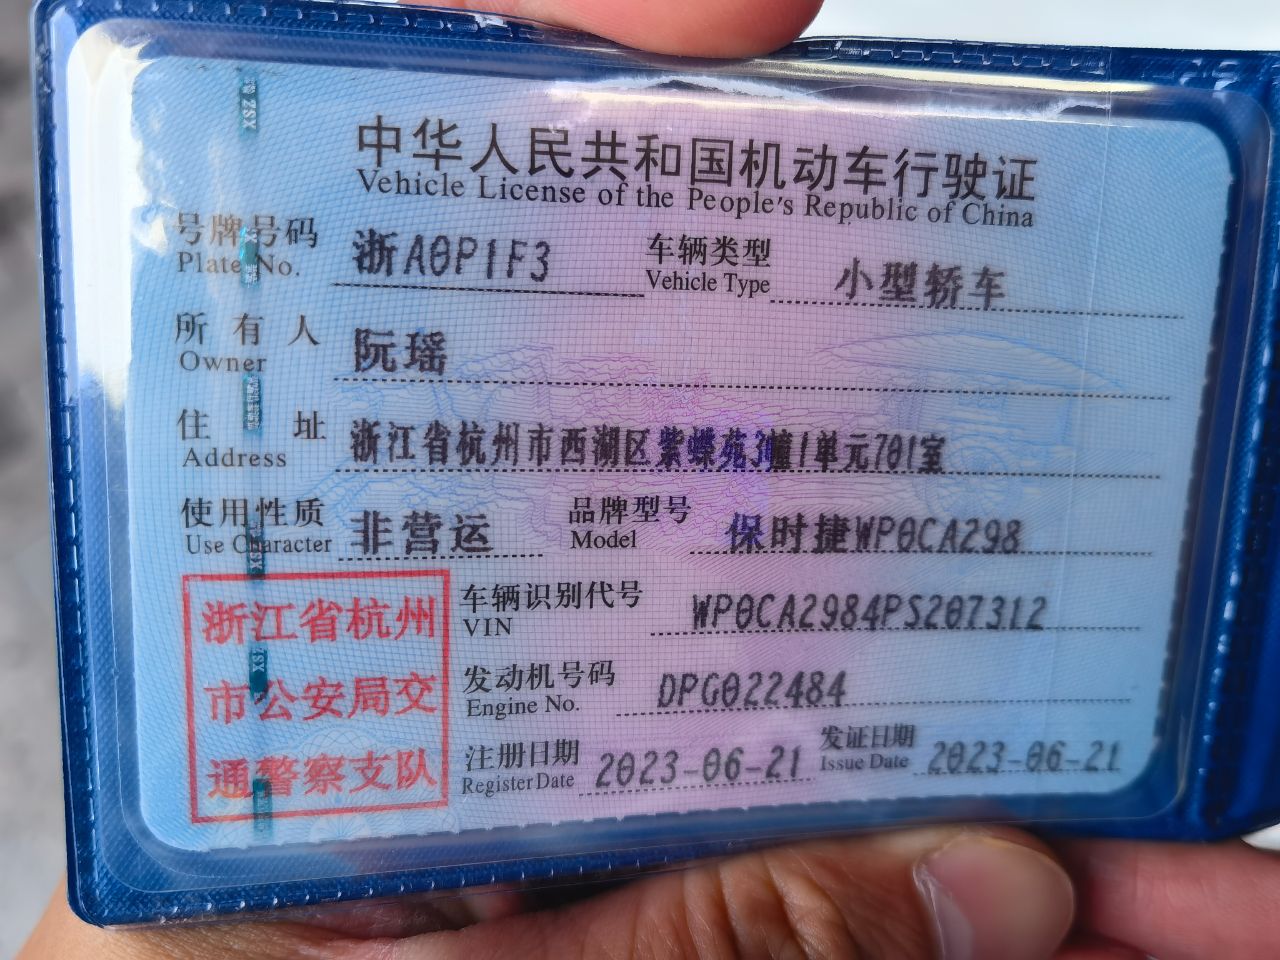 中华人民共和国机动车行驶证
Vehicle License of the People's Republic of China
号牌号码 浙A0P1F3 车辆类型 小型轿车
Plate No. Vehicle Type
所有人 阮瑶
Owner
住址 浙江省杭州市西湖区紫蝶苑3幢1单元701室
Address
使用性质 非营运 品牌型号 保时捷WP0CA298
Use Character Model
浙江省杭州
市公安局交
通警察支队
车辆识别代号 WP0CA2984PS207312
VIN
发动机号码 DPG022484
Engine No.
注册日期 2023-06-21 发证日期 2023-06-21
Register Date Issue Date